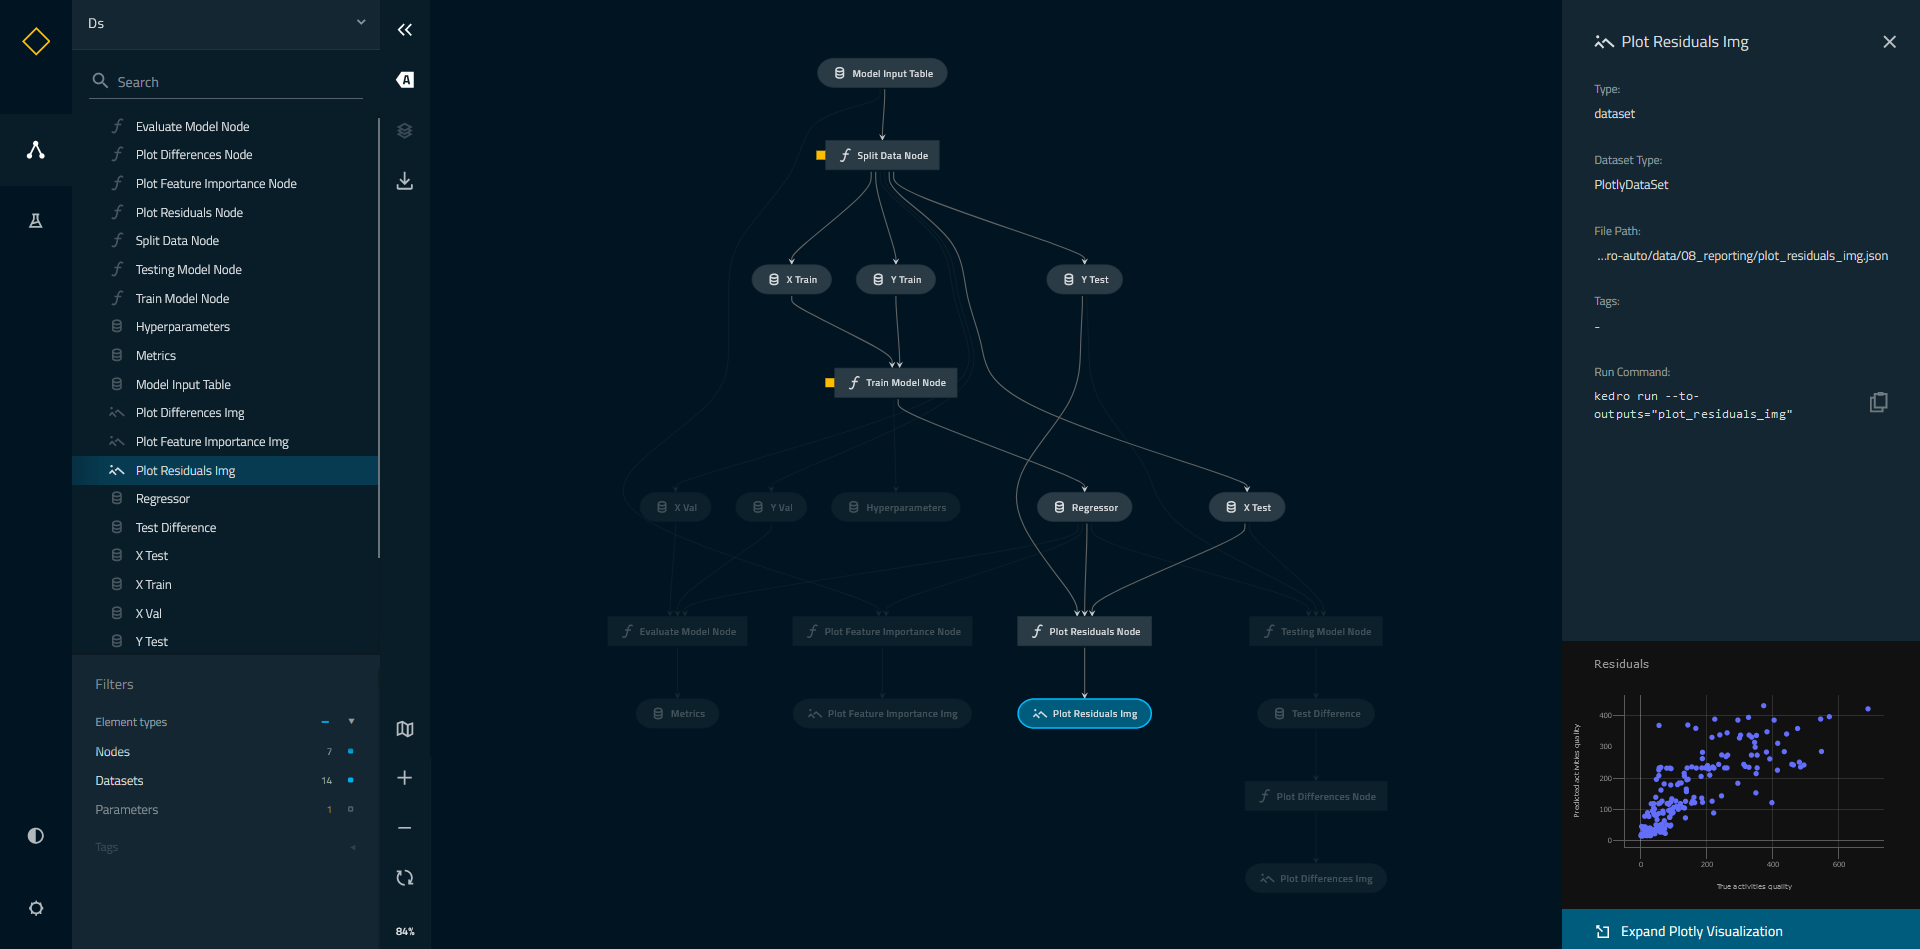 Ds
Search
Evaluate Model Node
Plot Differences Node
Plot Feature Importance Node
Plot Residuals Node
Split Data Node
Testing Model Node
Train Model Node
Hyperparameters
Metrics
Model Input Table
Plot Differences Img
Plot Feature Importance Img
Plot Residuals Img
Regressor
Test Difference
X Test
X Train
X Val
Y Test
Filters
Element types
Nodes 7
Datasets 14
Parameters 1
Tags
A
84%
Model Input Table
Split Data Node
X Train
Y Train
Y Test
Train Model Node
X Val
Y Val
Hyperparameters
Regressor
X Test
Evaluate Model Node
Plot Feature Importance Node
Plot Residuals Node
Testing Model Node
Metrics
Plot Feature Importance Img
Plot Residuals Img
Test Difference
Plot Differences Node
Plot Differences Img
Plot Residuals Img
Type:
dataset
Dataset Type:
PlotlyDataSet
File Path:
...ro-auto/data/08_reporting/plot_residuals_img.json
Tags:
-
Run Command:
kedro run --to-
outputs="plot_residuals_img"
Residuals
Predicted activities quality
400
300
200
100
0
0 200 400 600
True activities quality
Expand Plotly Visualization